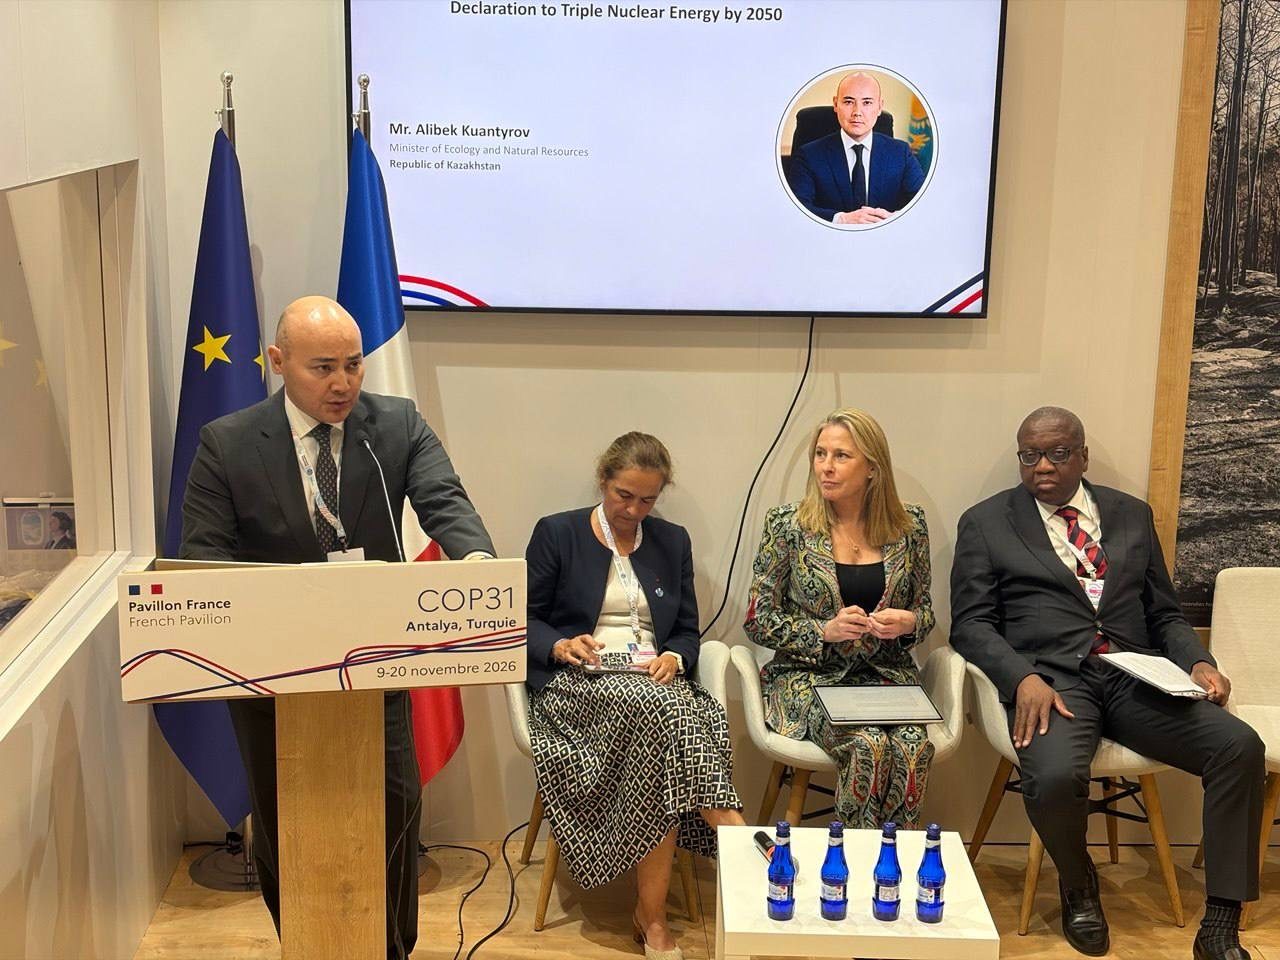 Declaration to Triple Nuclear Energy by 2050
Mr. Alibek Kuantyrov
Minister of Ecology and Natural Resources
Republic of Kazakhstan
Pavillon France
French Pavilion
COP31
Antalya, Turquie
9-20 novembre 2026